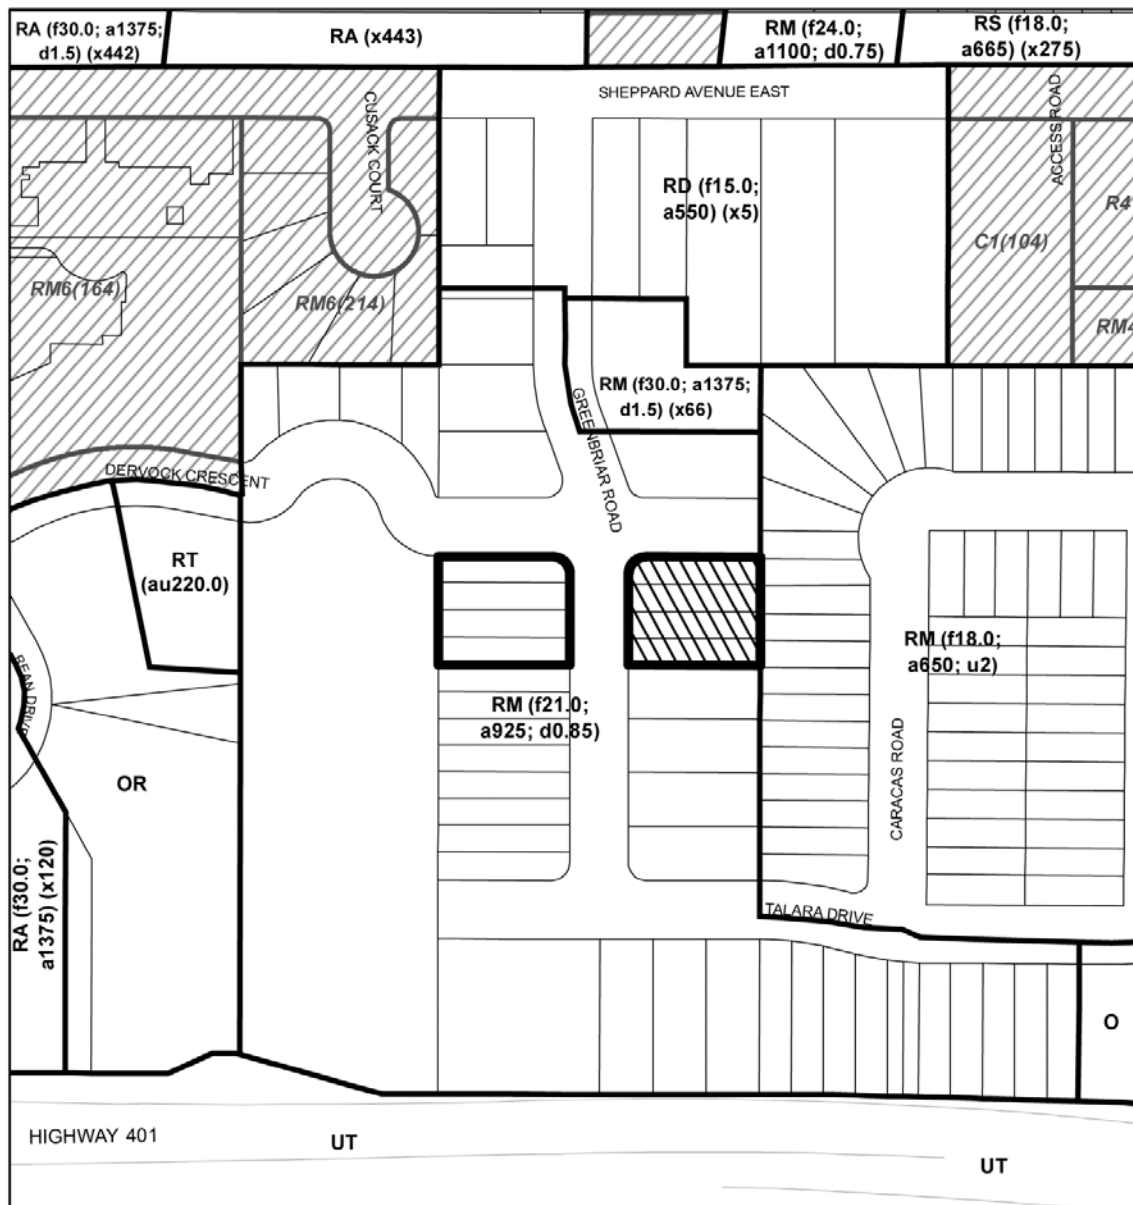 RA (f30.0; a1375;
d1.5) (x442)
RA (x443)
RM (f24.0;
a1100; d0.75)
RS (f18.0;
a665) (x275)
SHEPPARD AVENUE EAST
CUSACK COURT
ACCESS ROAD
RD (f15.0;
a550) (x5)
R4
C1(104)
RM6(164)
RM6(214)
RM4
RM (f30.0; a1375;
d1.5) (x66)
GREENBRIAR ROAD
DERVOCK CRESCENT
RT
(au220.0)
RM (f18.0;
a650; u2)
BEAN DRIVE
RM (f21.0;
a925; d0.85)
OR
CARACAS ROAD
RA (f30.0;
a1375) (x120)
TALARA DRIVE
O
HIGHWAY 401
UT
UT